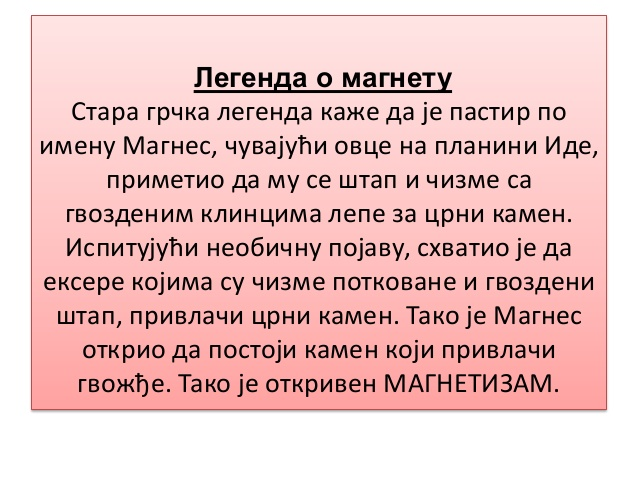 Легенда о магнету
Стара грчка легенда каже да је пастир по
имену Магнес, чувајући овце на планини Иде,
приметио да му се штап и чизме са
гвозденим клинцима лепе за црни камен.
Испитујући необичну појаву, схватио је да
ексере којима су чизме потковане и гвоздени
штап, привлачи црни камен. Тако је Магнес
открио да постоји камен који привлачи
гвожђе. Тако је откривен МАГНЕТИЗАМ.